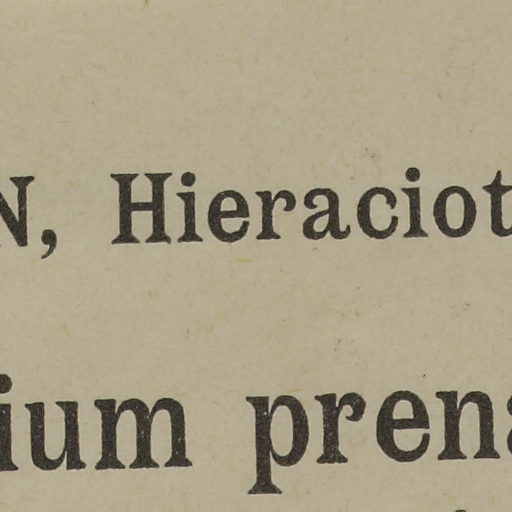 N, Hieraciot
ium prena